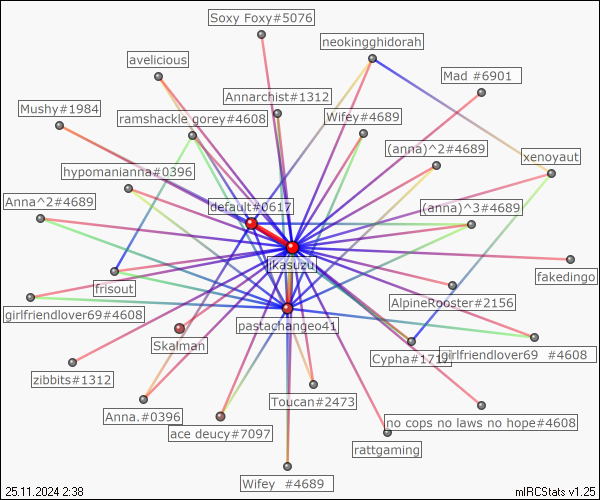 Soxy Foxy#5076
neokingghidorah
avelicious
Mad #6901
Annarchist#1312
Mushy#1984
ramshackle gorey#4608
Wifey#4689
(anna)^2#4689
xenoyaut
hypomanianna#0396
Anna^2#4689
default#0617
(anna)^3#4689
ikasuzu
fakedingo
frisout
AlpineRooster#2156
girlfriendlover69#4608
pastachangeo41
Skalman
Cypha#1717
girlfriendlover69 #4608
zibbits#1312
Toucan#2473
Anna.#0396
no cops no laws no hope#4608
ace deucy#7097
rattgaming
Wifey #4689
25.11.2024 2:38
mIRCStats v1.25